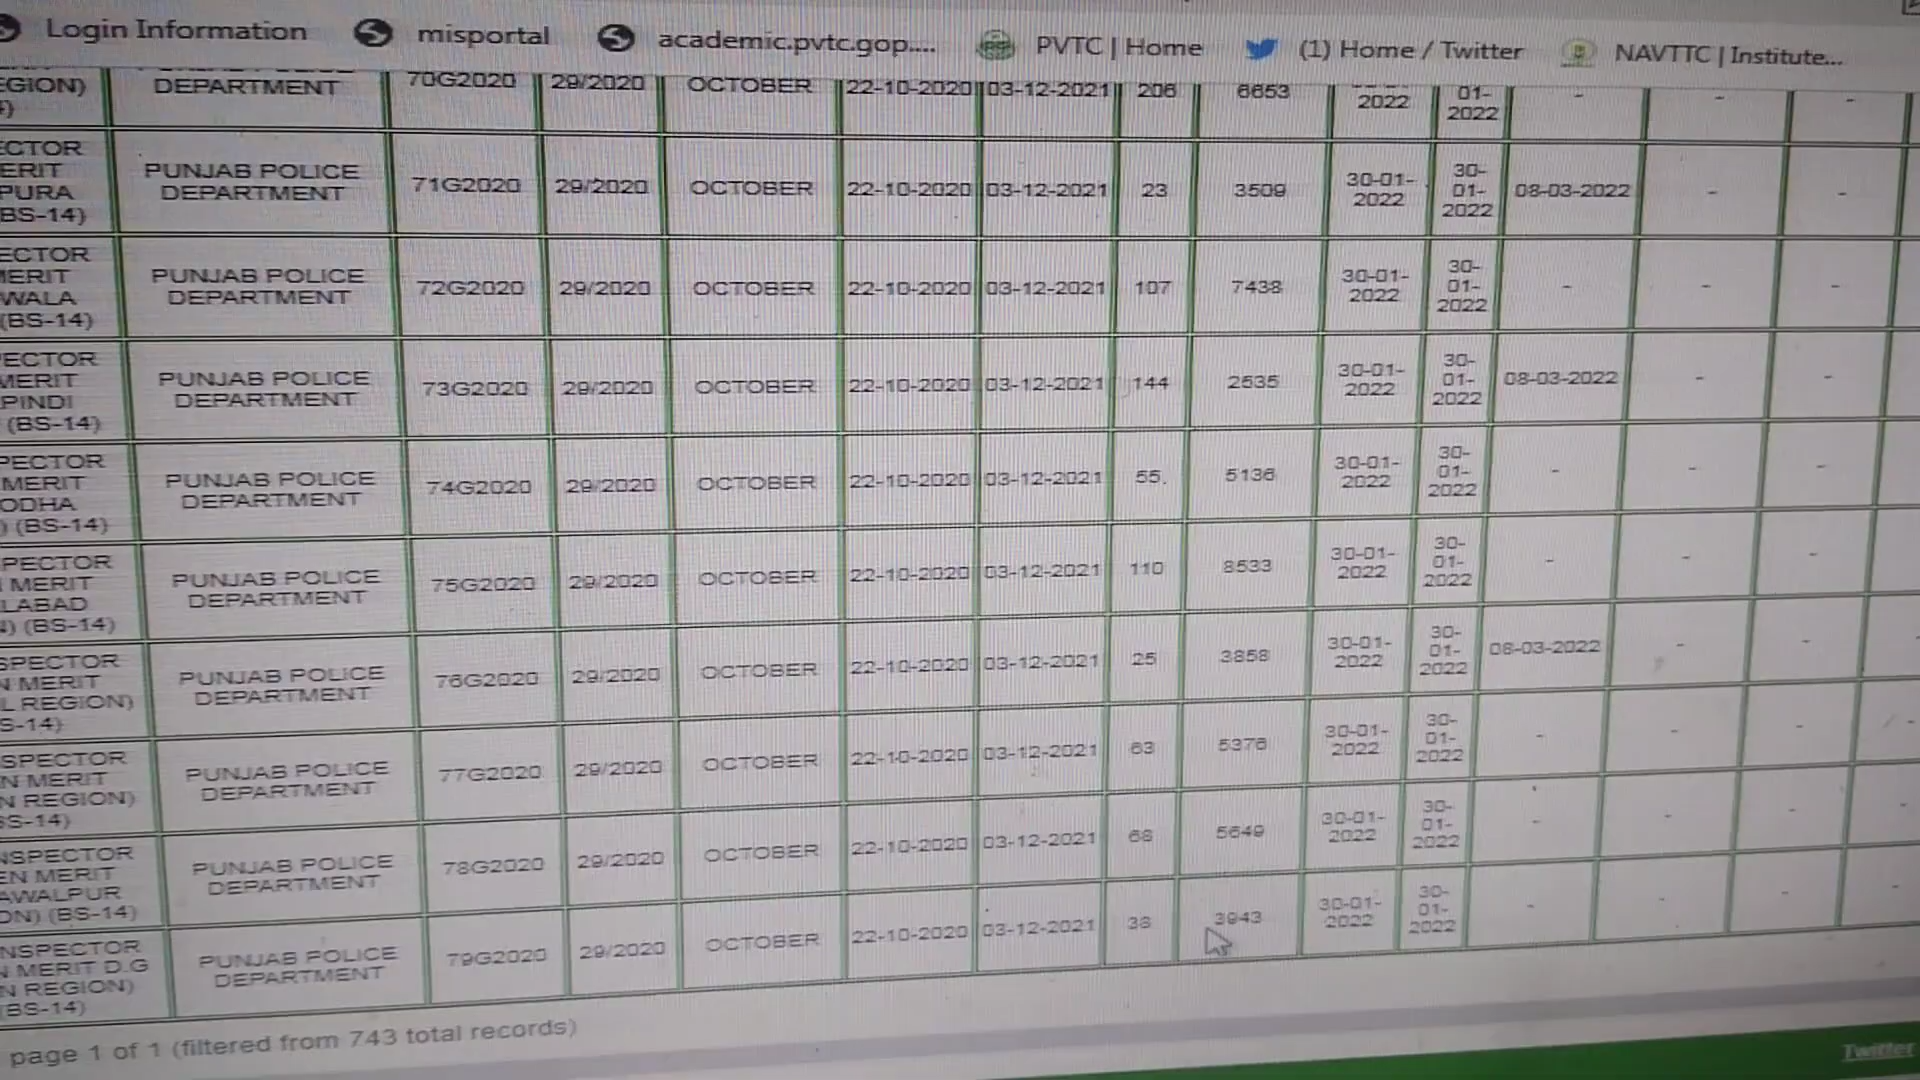 Login Information misportal academic.pvtc.gop.... PVTC | Home (1) Home / Twitter NAVTTC | Institute...
EGION) DEPARTMENT 70G2020 29/2020 OCTOBER 22-10-2020 03-12-2021 206 6653 2022 01- - - -
2022
ECTOR
ERIT
PURA
BS-14)
PUNJAB POLICE
DEPARTMENT
71G2020 29/2020 OCTOBER 22-10-2020 03-12-2021 23 3509
30-01-
2022
30-
01-
2022
08-03-2022 - -
ECTOR
MERIT
WALA
(BS-14)
PUNJAB POLICE
DEPARTMENT
72G2020 29/2020 OCTOBER 22-10-2020 03-12-2021 107 7438
30-01-
2022
30-
01-
2022
- - -
PECTOR
MERIT
PINDI
(BS-14)
PUNJAB POLICE
DEPARTMENT
73G2020 29/2020 OCTOBER 22-10-2020 03-12-2021 144 2535
30-01-
2022
30-
01-
2022
08-03-2022 - -
PECTOR
MERIT
ODHA
) (BS-14)
PUNJAB POLICE
DEPARTMENT
74G2020 29/2020 OCTOBER 22-10-2020 03-12-2021 55. 5136
30-01-
2022
30-
01-
2022
- - -
PECTOR
MERIT
LABAD
N) (BS-14)
PUNJAB POLICE
DEPARTMENT
75G2020 29/2020 OCTOBER 22-10-2020 03-12-2021 110 8533
30-01-
2022
30-
01-
2022
- - -
SPECTOR
N MERIT
L REGION)
S-14)
PUNJAB POLICE
DEPARTMENT
76G2020 29/2020 OCTOBER 22-10-2020 03-12-2021 25 3858
30-01-
2022
30-
01-
2022
08-03-2022 - -
SPECTOR
N MERIT
N REGION)
BS-14)
PUNJAB POLICE
DEPARTMENT
77G2020 29/2020 OCTOBER 22-10-2020 03-12-2021 63 5376
30-01-
2022
30-
01-
2022
- - - -
NSPECTOR
EN MERIT
AWALPUR
ON) (BS-14)
PUNJAB POLICE
DEPARTMENT
78G2020 29/2020 OCTOBER 22-10-2020 03-12-2021 68 5649
30-01-
2022
30-
01-
2022
- - - -
NSPECTOR
N MERIT D.G
N REGION)
(BS-14)
PUNJAB POLICE
DEPARTMENT
79G2020 29/2020 OCTOBER 22-10-2020 03-12-2021 38 3943
30-01-
2022
30-
01-
2022
- - - -
page 1 of 1 (filtered from 743 total records)
Twitter